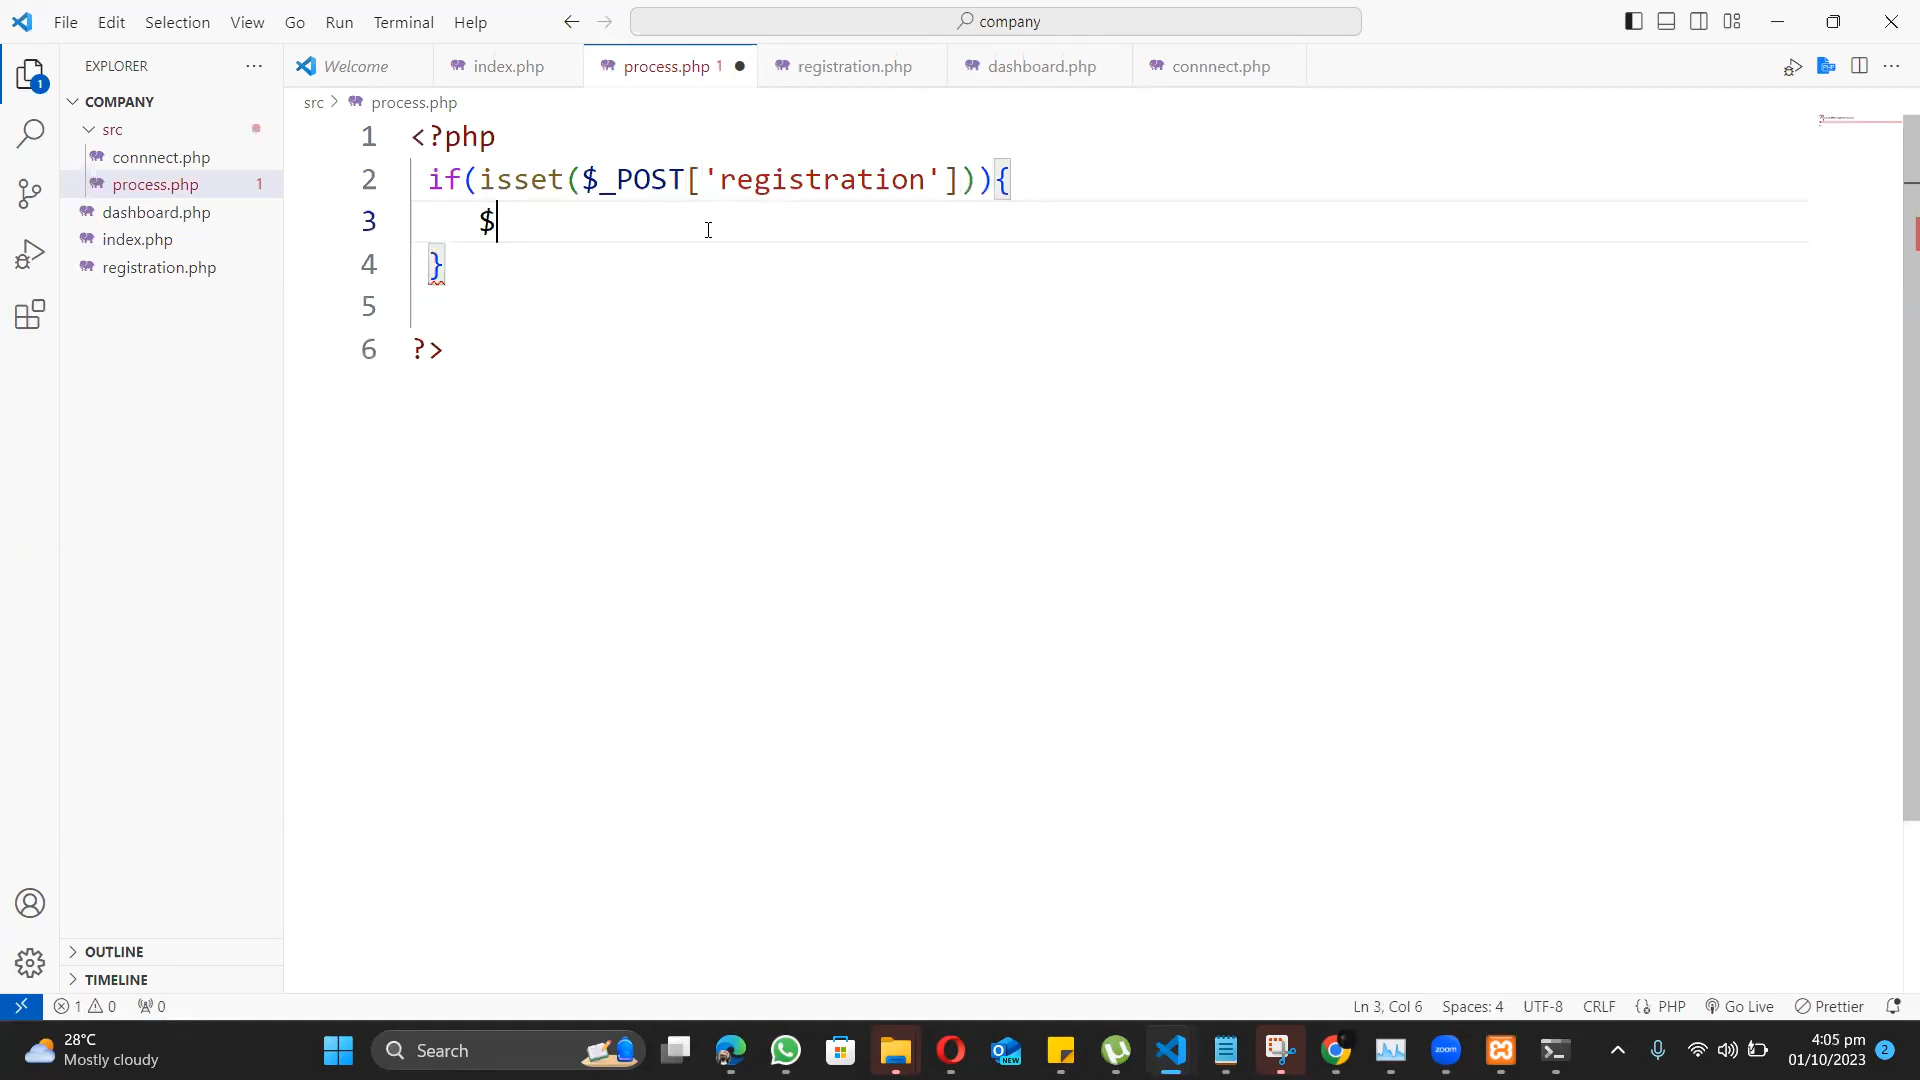 File Edit Selection View Go Run Terminal Help
company
EXPLORER
COMPANY
src
connnect.php
process.php 1
dashboard.php
index.php
registration.php
OUTLINE
TIMELINE
1
Welcome
index.php
process.php 1
registration.php
dashboard.php
connnect.php
src > process.php
1 <?php
2 if(isset($_POST['registration'])){
3 $
4 }
5
6 ?>
1 0 0
Ln 3, Col 6 Spaces: 4 UTF-8 CRLF PHP Go Live Prettier
28°C
Mostly cloudy
Search
NEW
zoom
4:05 pm
01/10/2023
2